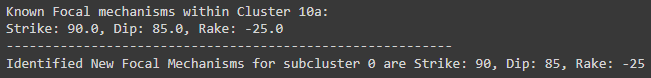 Known Focal mechanisms within Cluster 10a:
Strike: 90.0, Dip: 85.0, Rake: -25.0
------------------------------------------------------------
Identified New Focal Mechanisms for subcluster 0 are Strike: 90, Dip: 85, Rake: -25